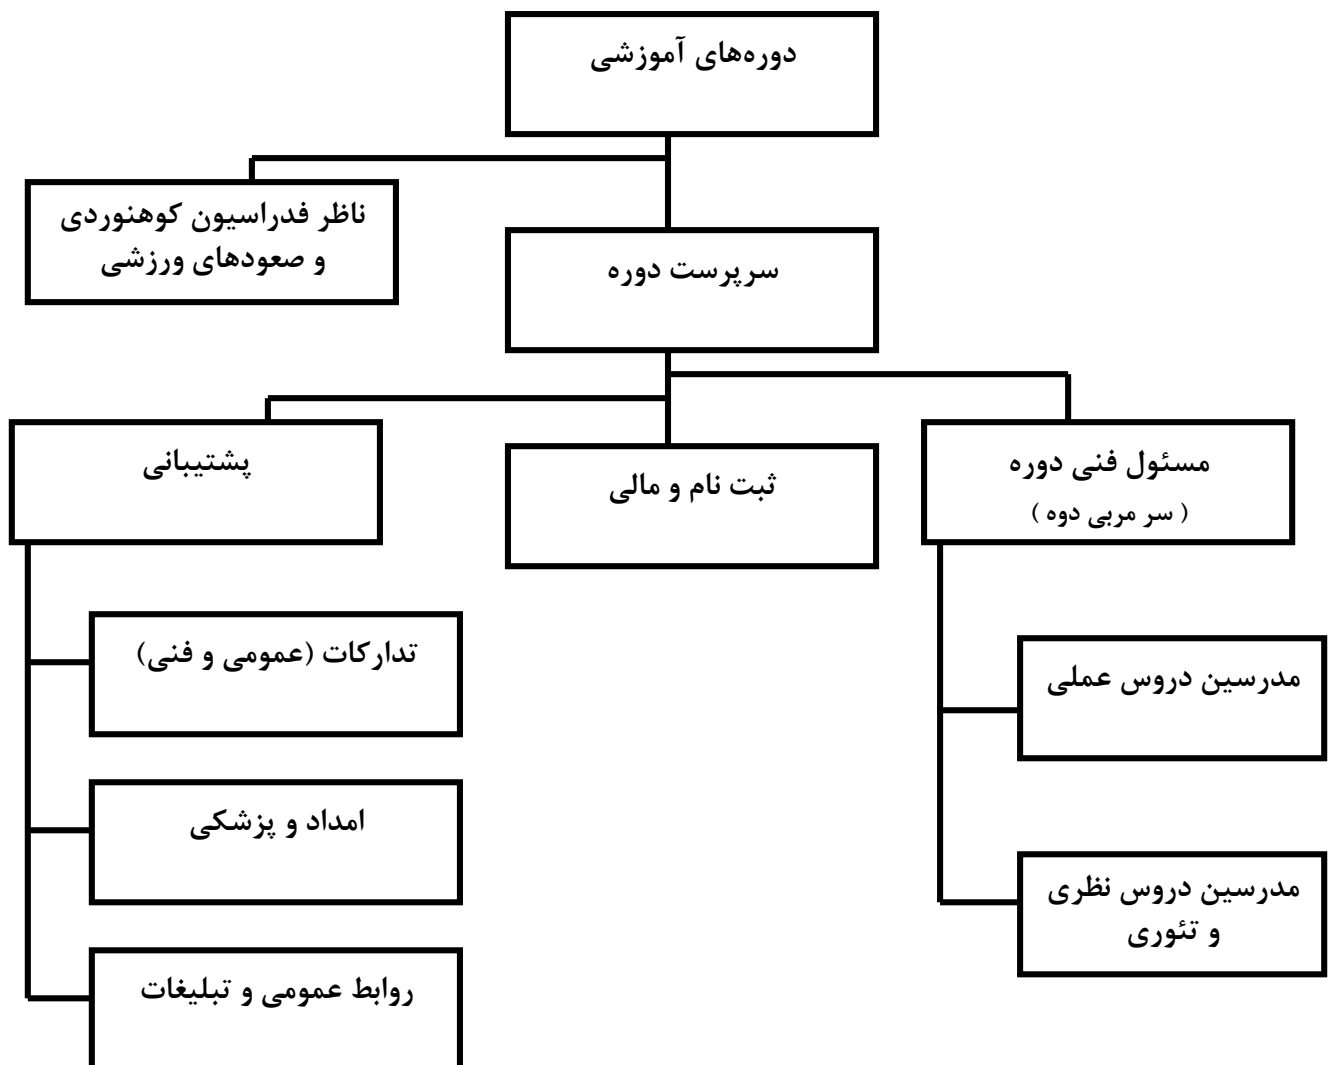 دوره‌های آموزشی
ناظر فدراسیون کوهنوردی
و صعودهای ورزشی
سرپرست دوره
مسئول فنی دوره
( سر مربی دوه )
ثبت نام و مالی
پشتیبانی
مدرسین دروس عملی
مدرسین دروس نظری
و تئوری
تدارکات (عمومی و فنی)
امداد و پزشکی
روابط عمومی و تبلیغات